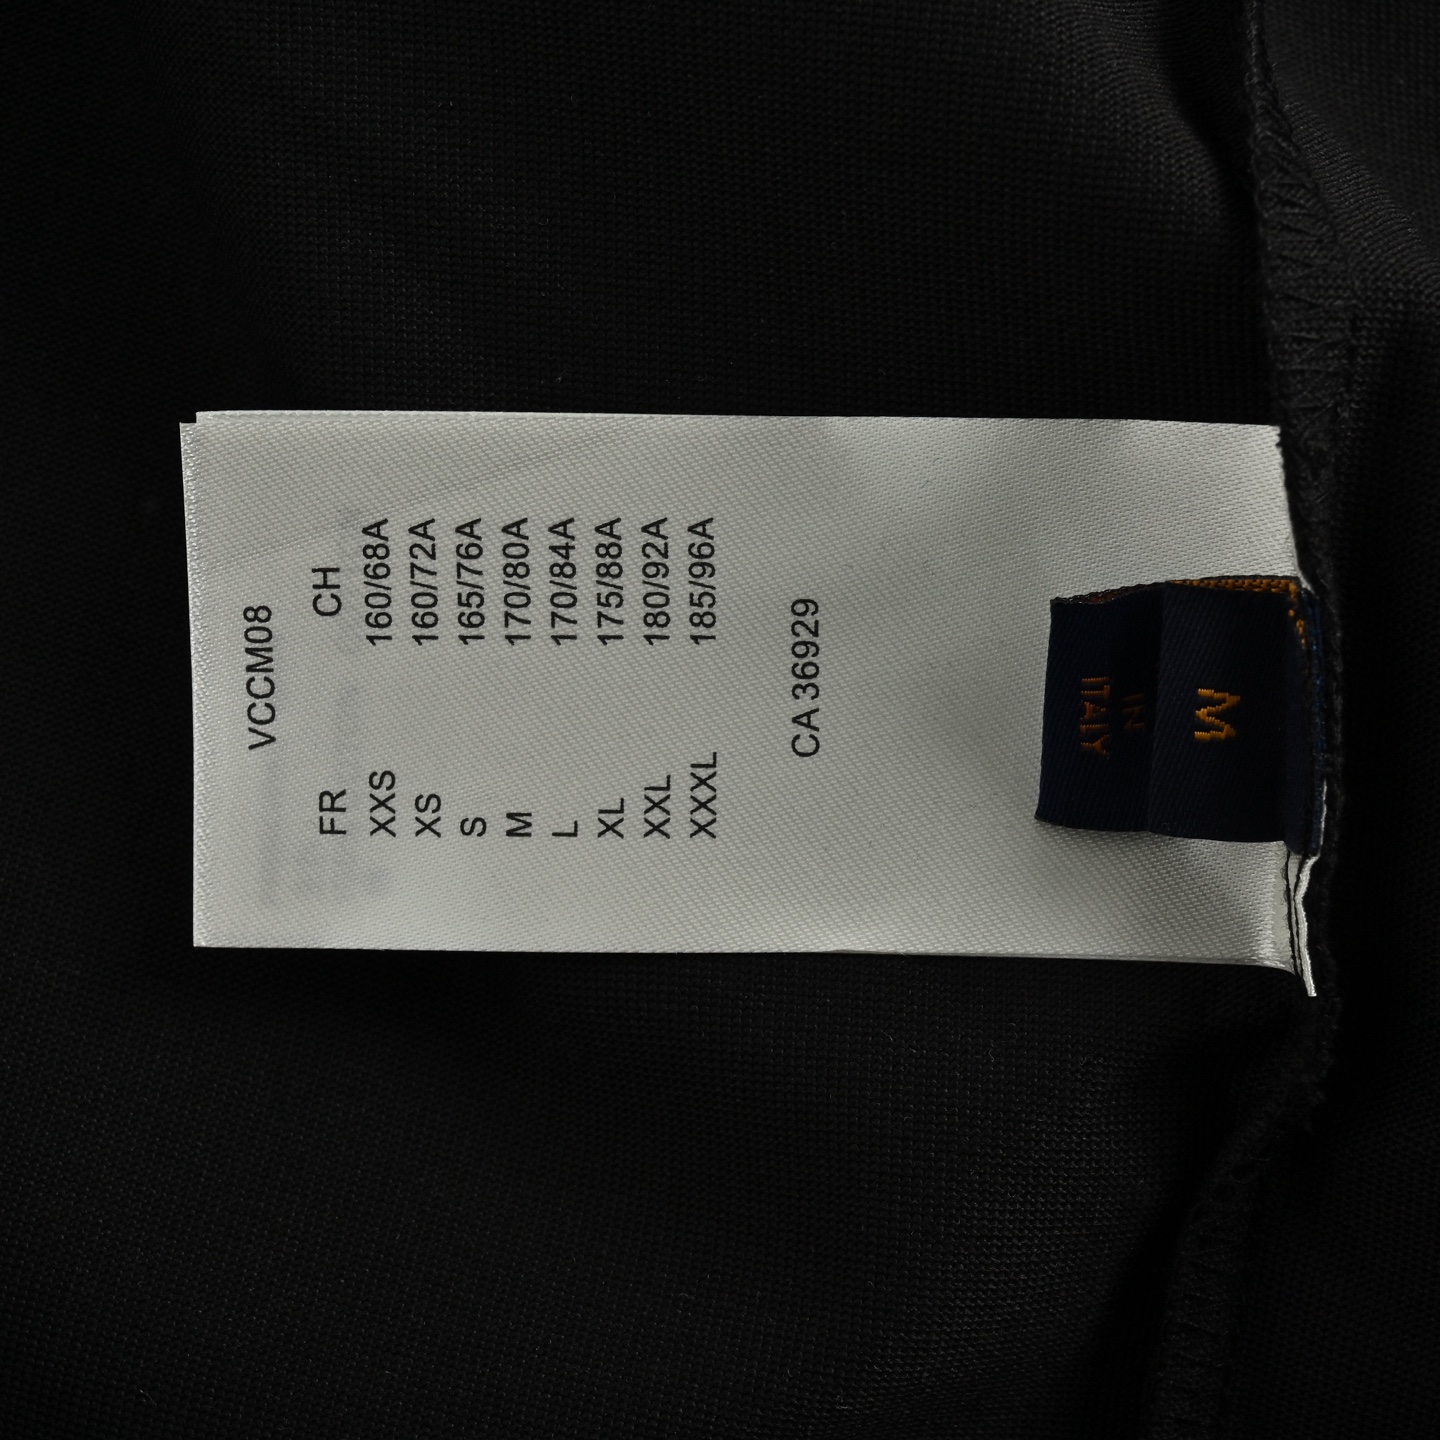 VCCM08
FR CH
XXS 160/68A
XS 160/72A
S 165/76A
M 170/80A
L 170/84A
XL 175/88A
XXL 180/92A
XXXL 185/96A
CA 36929
M
IN
ITALY